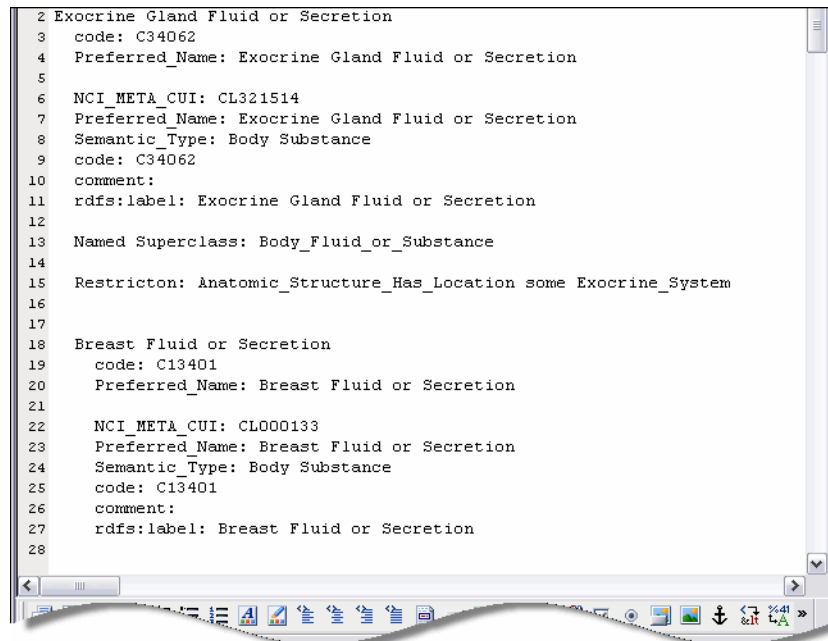 2 Exocrine Gland Fluid or Secretion
3 code: C34062
4 Preferred_Name: Exocrine Gland Fluid or Secretion
5
6 NCI_META_CUI: CL321514
7 Preferred_Name: Exocrine Gland Fluid or Secretion
8 Semantic_Type: Body Substance
9 code: C34062
10 comment:
11 rdfs:label: Exocrine Gland Fluid or Secretion
12
13 Named Superclass: Body_Fluid_or_Substance
14
15 Restricton: Anatomic_Structure_Has_Location some Exocrine_System
16
17
18 Breast Fluid or Secretion
19 code: C13401
20 Preferred_Name: Breast Fluid or Secretion
21
22 NCI_META_CUI: CL000133
23 Preferred_Name: Breast Fluid or Secretion
24 Semantic_Type: Body Substance
25 code: C13401
26 comment:
27 rdfs:label: Breast Fluid or Secretion
28